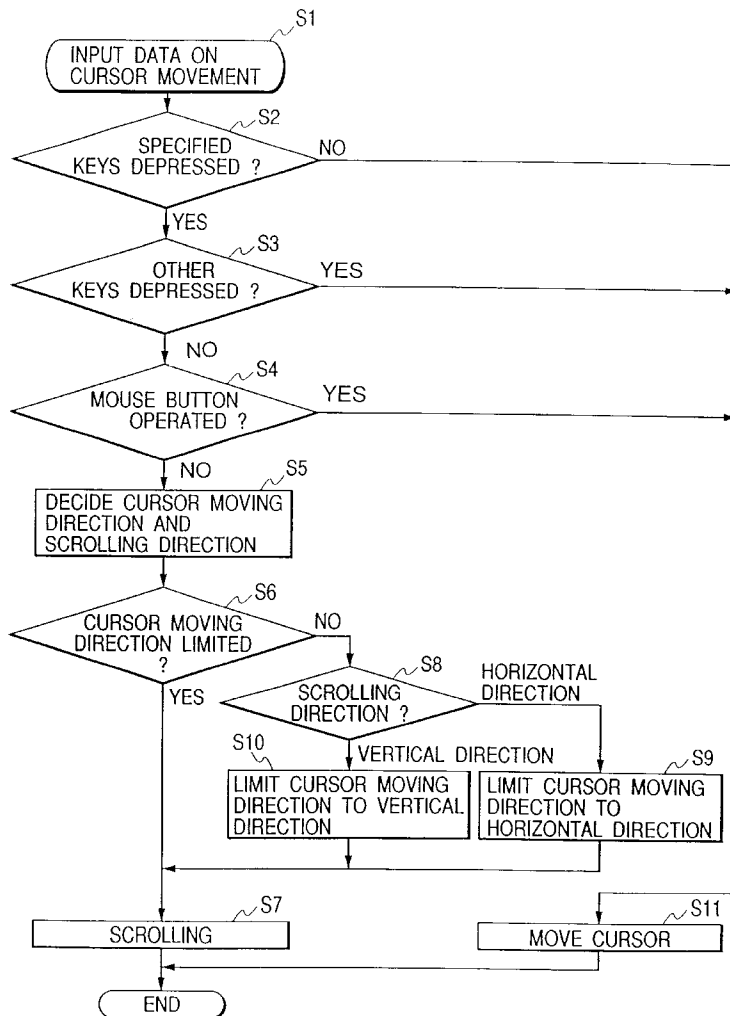 S1
INPUT DATA ON
CURSOR MOVEMENT
S2
SPECIFIED
KEYS DEPRESSED ?
NO
YES
S3
OTHER
KEYS DEPRESSED ?
YES
NO
S4
MOUSE BUTTON
OPERATED ?
YES
NO
S5
DECIDE CURSOR MOVING
DIRECTION AND
SCROLLING DIRECTION
S6
CURSOR MOVING
DIRECTION LIMITED
?
NO
YES
S8
SCROLLING
DIRECTION ?
HORIZONTAL
DIRECTION
VERTICAL DIRECTION
S10
LIMIT CURSOR MOVING
DIRECTION TO VERTICAL
DIRECTION
S9
LIMIT CURSOR MOVING
DIRECTION TO
HORIZONTAL DIRECTION
S7
SCROLLING
S11
MOVE CURSOR
END